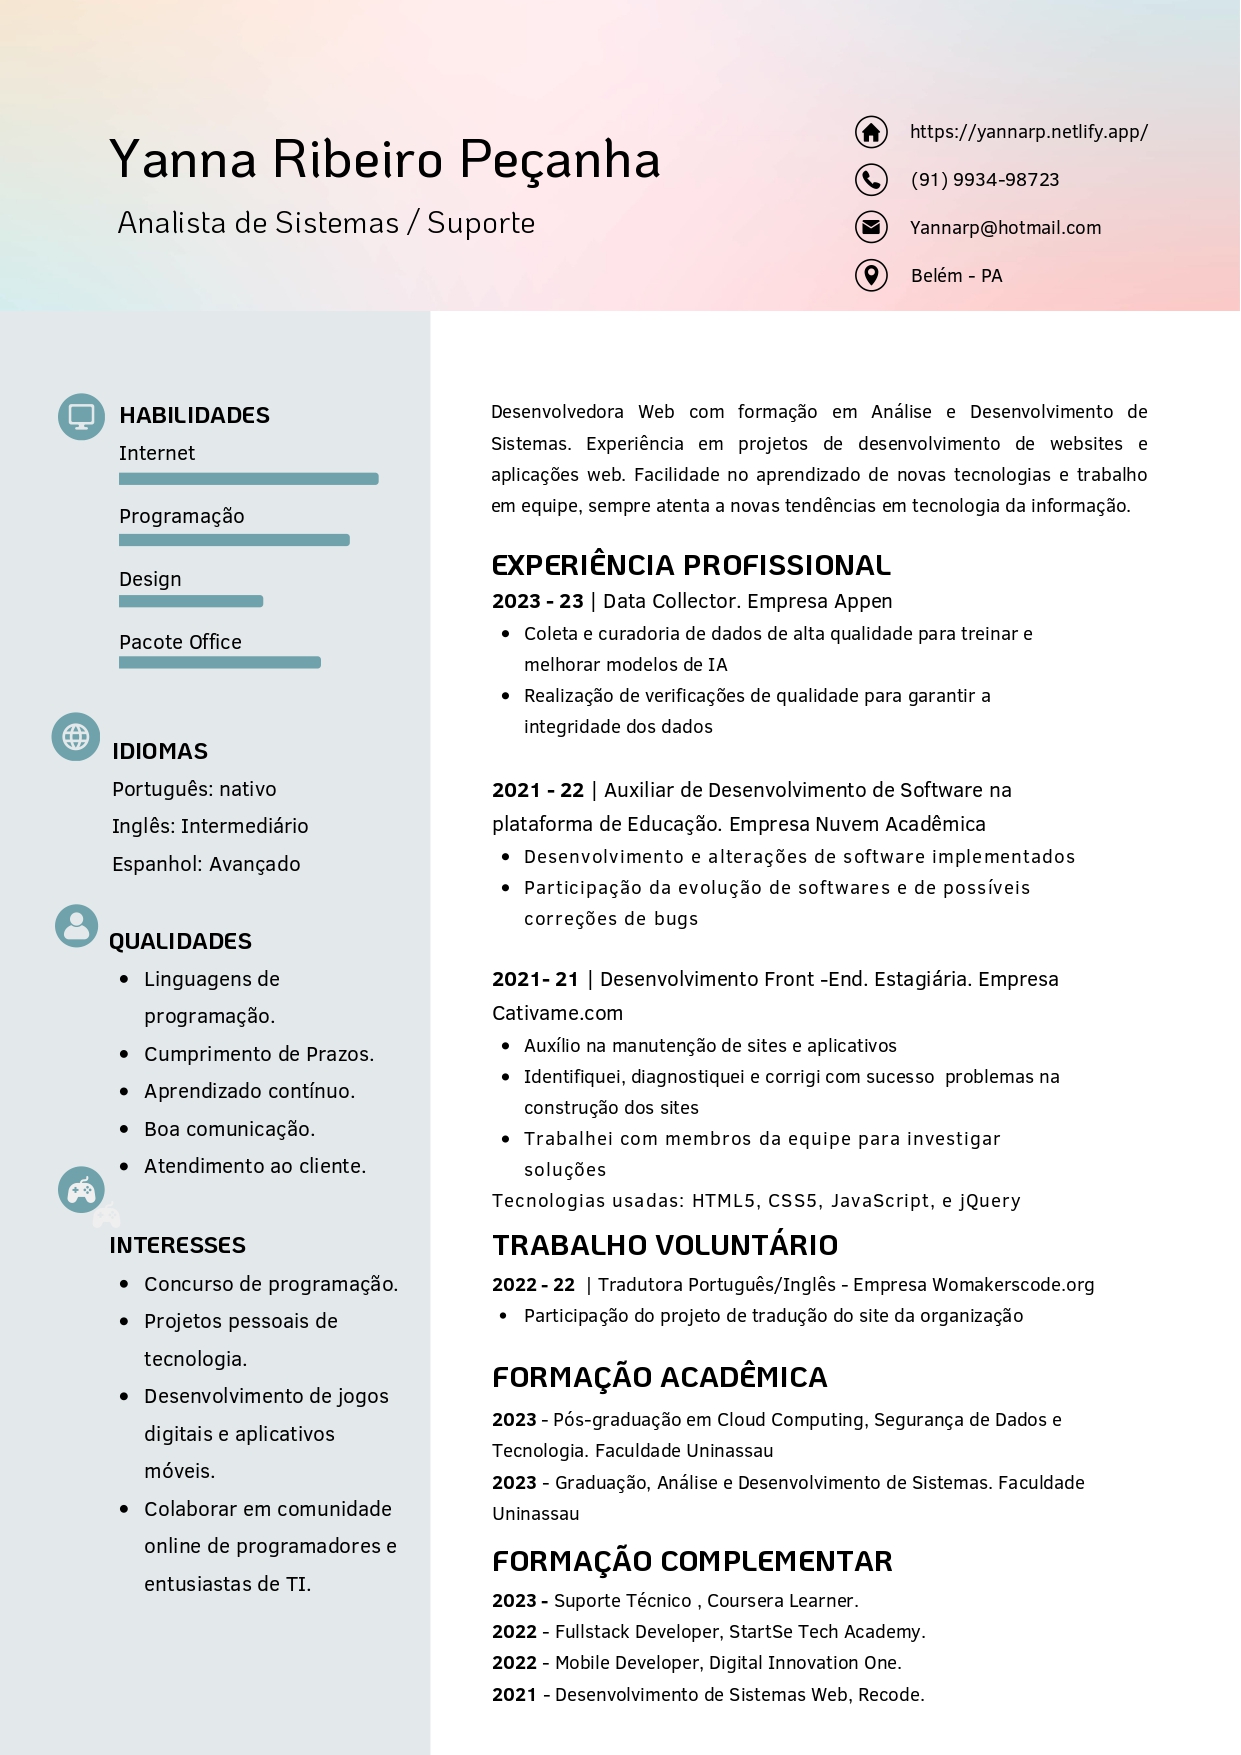 Yanna Ribeiro Peçanha
Analista de Sistemas / Suporte
https://yannarp.netlify.app/
(91) 9934-98723
Yannarp@hotmail.com
Belém - PA
HABILIDADES
Internet
Programação
Design
Pacote Office
IDIOMAS
Português: nativo
Inglês: Intermediário
Espanhol: Avançado
QUALIDADES
• Linguagens de
programação.
• Cumprimento de Prazos.
• Aprendizado contínuo.
• Boa comunicação.
• Atendimento ao cliente.
INTERESSES
• Concurso de programação.
• Projetos pessoais de
tecnologia.
• Desenvolvimento de jogos
digitais e aplicativos
móveis.
• Colaborar em comunidade
online de programadores e
entusiastas de TI.
Desenvolvedora Web com formação em Análise e Desenvolvimento de
Sistemas. Experiência em projetos de desenvolvimento de websites e
aplicações web. Facilidade no aprendizado de novas tecnologias e trabalho
em equipe, sempre atenta a novas tendências em tecnologia da informação.
EXPERIÊNCIA PROFISSIONAL
2023 - 23 | Data Collector. Empresa Appen
• Coleta e curadoria de dados de alta qualidade para treinar e
melhorar modelos de IA
• Realização de verificações de qualidade para garantir a
integridade dos dados
2021 - 22 | Auxiliar de Desenvolvimento de Software na
plataforma de Educação. Empresa Nuvem Acadêmica
• Desenvolvimento e alterações de software implementados
• Participação da evolução de softwares e de possíveis
correções de bugs
2021- 21 | Desenvolvimento Front -End. Estagiária. Empresa
Cativame.com
• Auxílio na manutenção de sites e aplicativos
• Identifiquei, diagnostiquei e corrigi com sucesso  problemas na
construção dos sites
• Trabalhei com membros da equipe para investigar
soluções
Tecnologias usadas: HTML5, CSS5, JavaScript, e jQuery
TRABALHO VOLUNTÁRIO
2022 - 22  | Tradutora Português/Inglês - Empresa Womakerscode.org
• Participação do projeto de tradução do site da organização
FORMAÇÃO ACADÊMICA
2023 - Pós-graduação em Cloud Computing, Segurança de Dados e
Tecnologia. Faculdade Uninassau
2023 - Graduação, Análise e Desenvolvimento de Sistemas. Faculdade
Uninassau
FORMAÇÃO COMPLEMENTAR
2023 - Suporte Técnico , Coursera Learner.
2022 - Fullstack Developer, StartSe Tech Academy.
2022 - Mobile Developer, Digital Innovation One.
2021 - Desenvolvimento de Sistemas Web, Recode.